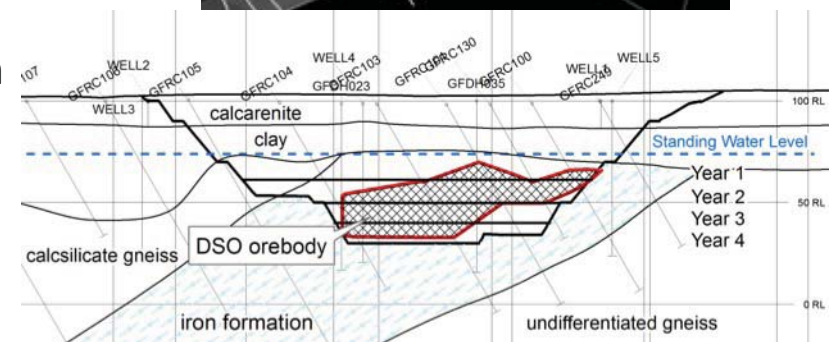 WELL4
WELL2
WELL5
GFRC103
GFRC130
107
GFRC105
GFRC104
GFDH023
GFDH035
GFRC100
GFRC249
WELL3
100 RL
calcarenite
clay
Standing Water Level
Year 1
Year 2
50 RL
Year 3
DSO orebody
Year 4
calcsilicate gneiss
0 RL
iron formation
undifferentiated gneiss